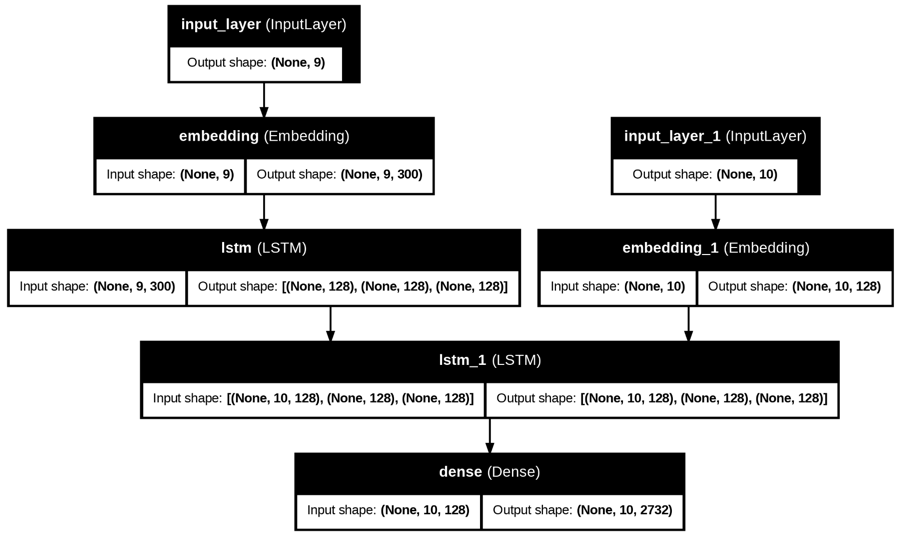 input_layer (InputLayer)
Output shape: (None, 9)
embedding (Embedding)
Input shape: (None, 9) Output shape: (None, 9, 300)
input_layer_1 (InputLayer)
Output shape: (None, 10)
lstm (LSTM)
Input shape: (None, 9, 300) Output shape: [(None, 128), (None, 128), (None, 128)]
embedding_1 (Embedding)
Input shape: (None, 10) Output shape: (None, 10, 128)
lstm_1 (LSTM)
Input shape: [(None, 10, 128), (None, 128), (None, 128)] Output shape: [(None, 10, 128), (None, 128), (None, 128)]
dense (Dense)
Input shape: (None, 10, 128) Output shape: (None, 10, 2732)